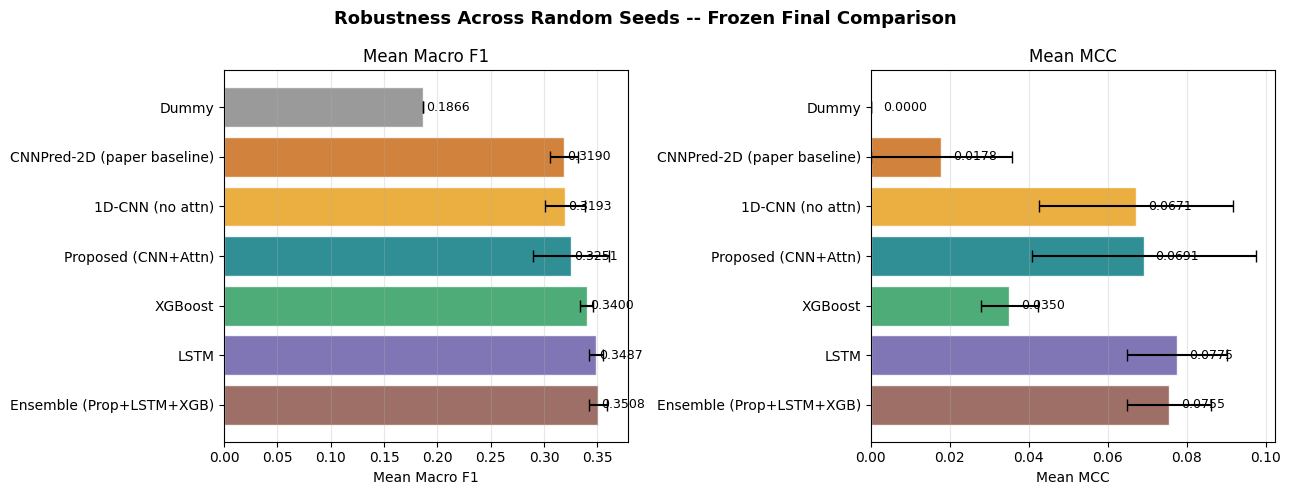 Robustness Across Random Seeds -- Frozen Final Comparison
Mean Macro F1
Dummy
0.1866
CNNPred-2D (paper baseline)
0.3190
1D-CNN (no attn)
0.3193
Proposed (CNN+Attn)
0.3251
XGBoost
0.3400
LSTM
0.3487
Ensemble (Prop+LSTM+XGB)
0.3508
0.00 0.05 0.10 0.15 0.20 0.25 0.30 0.35
Mean Macro F1
Mean MCC
Dummy
0.0000
CNNPred-2D (paper baseline)
0.0178
1D-CNN (no attn)
0.0671
Proposed (CNN+Attn)
0.0691
XGBoost
0.0350
LSTM
0.0775
Ensemble (Prop+LSTM+XGB)
0.0755
0.00 0.02 0.04 0.06 0.08 0.10
Mean MCC